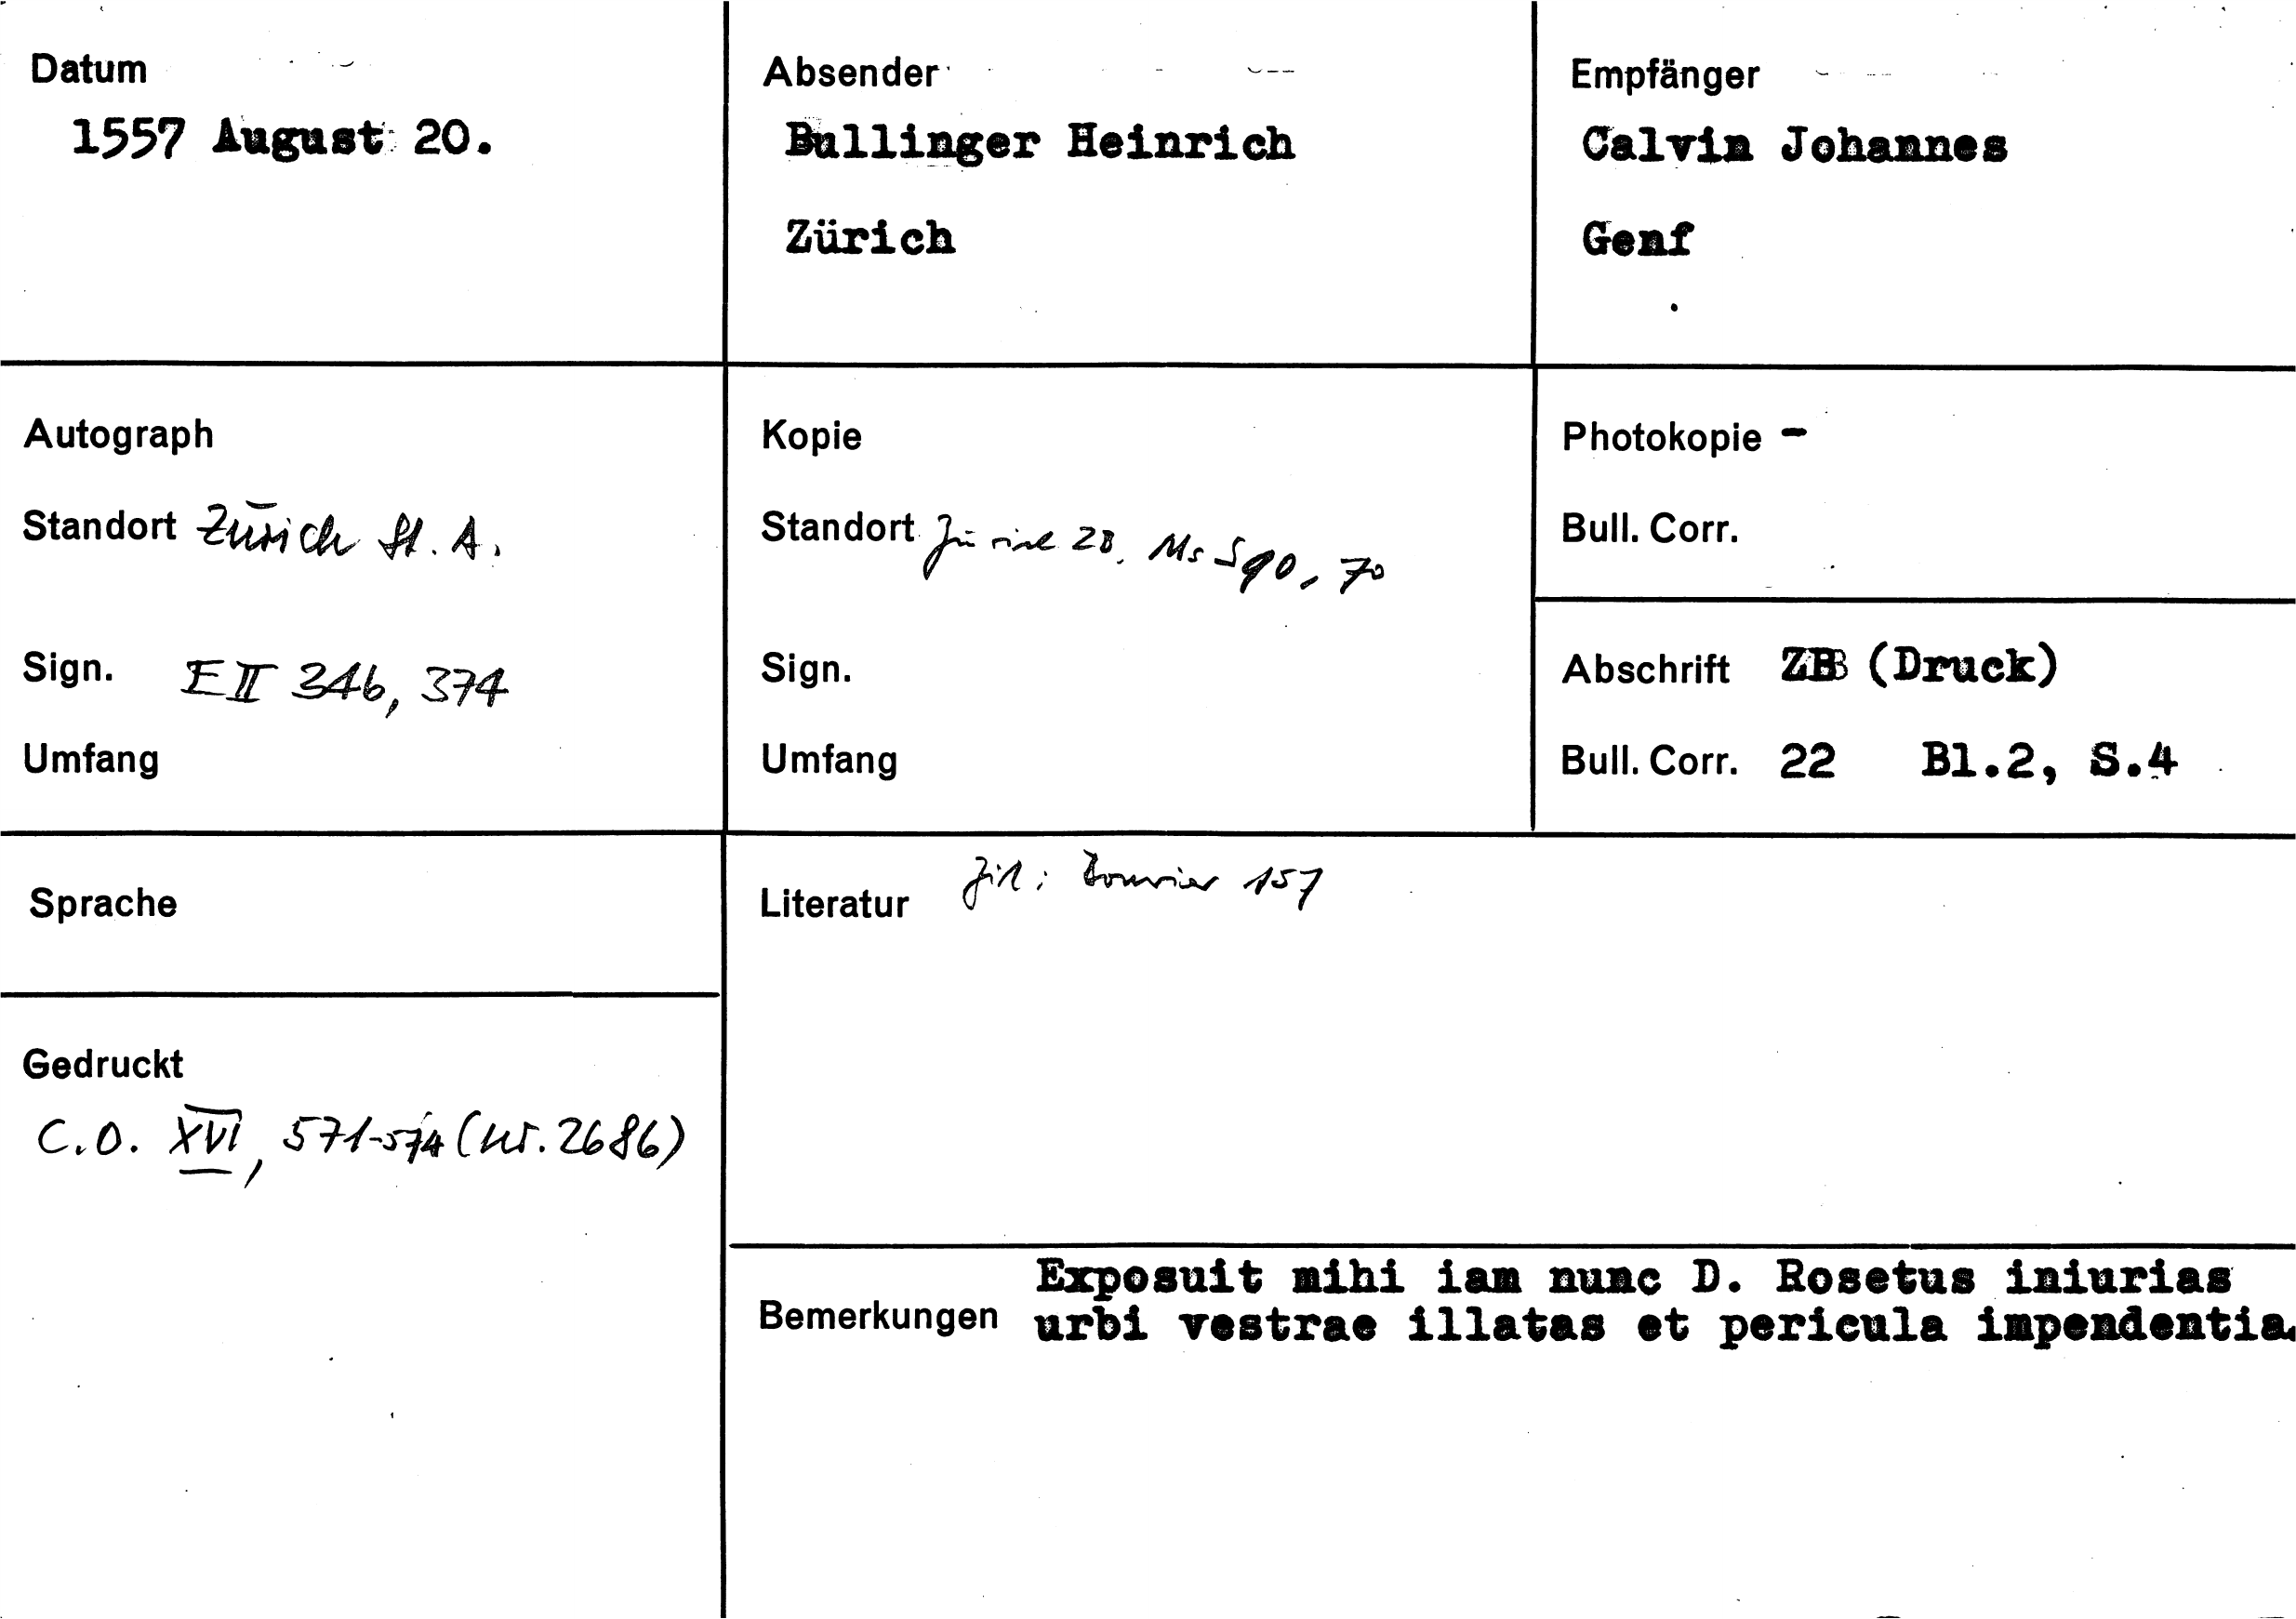 Datum
1557 August 20.
Absender
Bullinger Heinrich
Zürich
Empfänger
Calvin Johannes
Genf
Autograph
Standort Zürich St. A.
Sign. E II 346, 374
Umfang
Kopie
Standort Zürich ZB, Ms S 90, 70
Sign.
Umfang
Photokopie -
Bull. Corr.
Abschrift ZB (Druck)
Bull. Corr. 22 Bl.2, S.4
Sprache
Literatur Zit: 157
Gedruckt
C.O. XVI, 571-574 (Nr. 2686)
Bemerkungen
Exposuit mihi iam nunc D. Rosetus iniurias
urbi vestrae illatas et pericula impendentia.